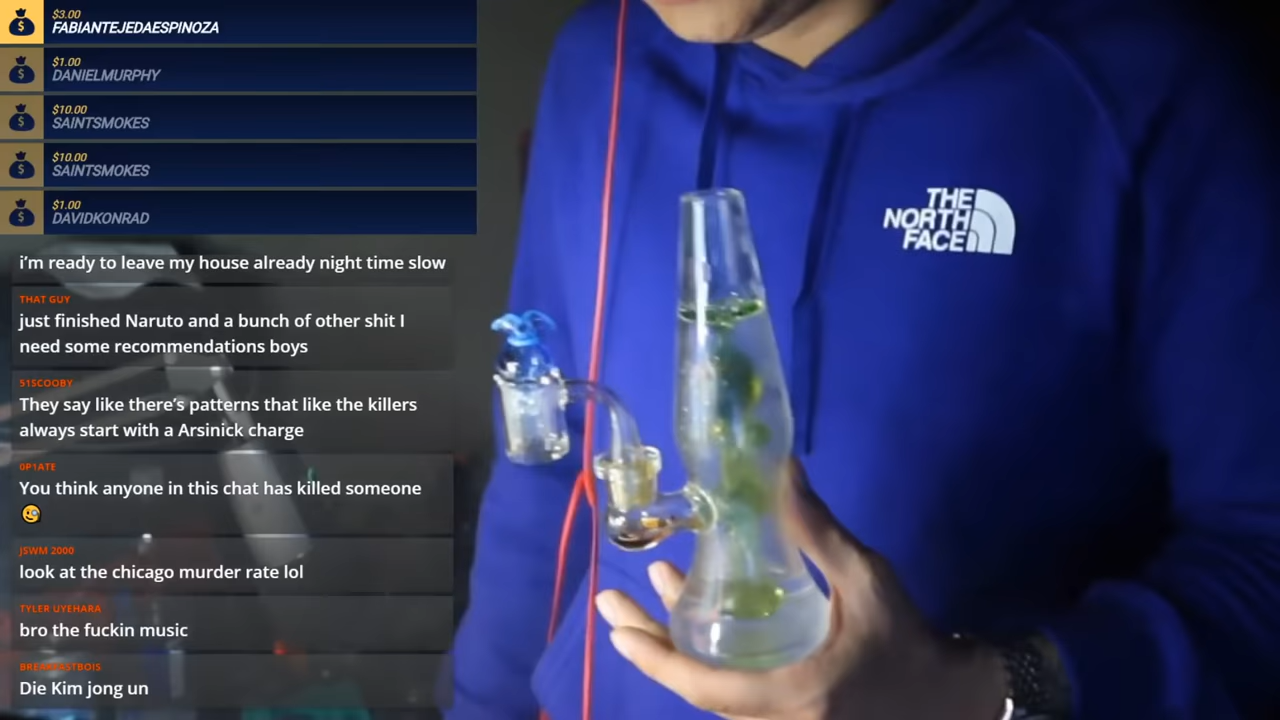 $3.00
FABIANTEJEDAESPINOZA
$1.00
DANIELMURPHY
$10.00
SAINTSMOKES
$10.00
SAINTSMOKES
$1.00
DAVIDKONRAD
i'm ready to leave my house already night time slow
THAT GUY
just finished Naruto and a bunch of other shit I
need some recommendations boys
51SCOOBY
They say like there's patterns that like the killers
always start with a Arsinick charge
0P1ATE
You think anyone in this chat has killed someone
JSWM 2000
look at the chicago murder rate lol
TYLER UYEHARA
bro the fuckin music
BREAKFASTBOIS
Die Kim jong un
THE
NORTH
FACE